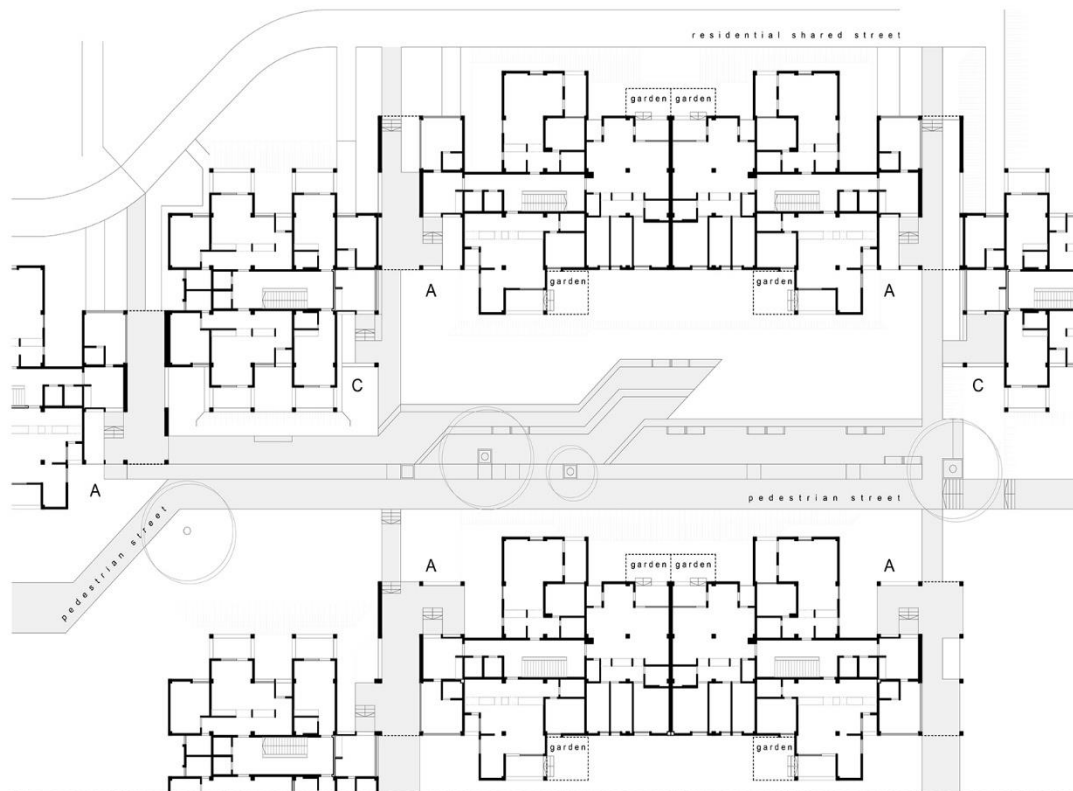 residential shared street
garden garden
A A
garden garden
C C
A
pedestrian street
pedestrian street
A A
garden garden
garden garden